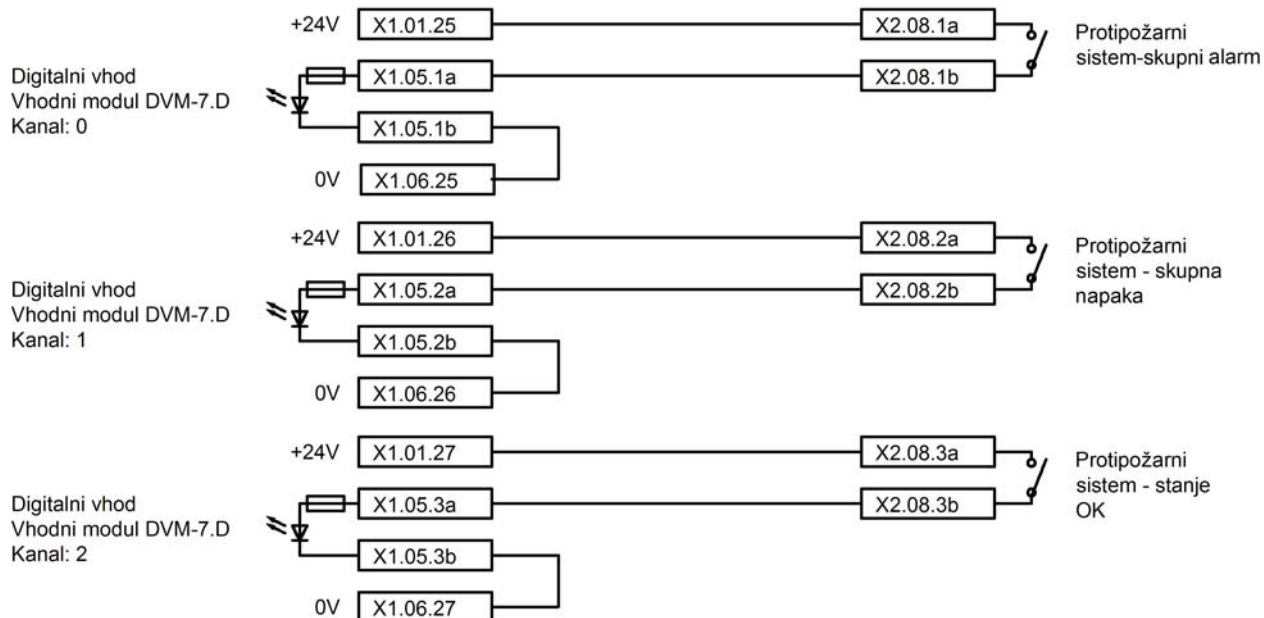 +24V X1.01.25 X2.08.1a
Protipožarni
sistem-skupni alarm
Digitalni vhod
Vhodni modul DVM-7.D
Kanal: 0
X1.05.1a X2.08.1b
X1.05.1b
0V X1.06.25
+24V X1.01.26 X2.08.2a
Protipožarni
sistem - skupna
napaka
Digitalni vhod
Vhodni modul DVM-7.D
Kanal: 1
X1.05.2a X2.08.2b
X1.05.2b
0V X1.06.26
+24V X1.01.27 X2.08.3a
Protipožarni
sistem - stanje
OK
Digitalni vhod
Vhodni modul DVM-7.D
Kanal: 2
X1.05.3a X2.08.3b
X1.05.3b
0V X1.06.27